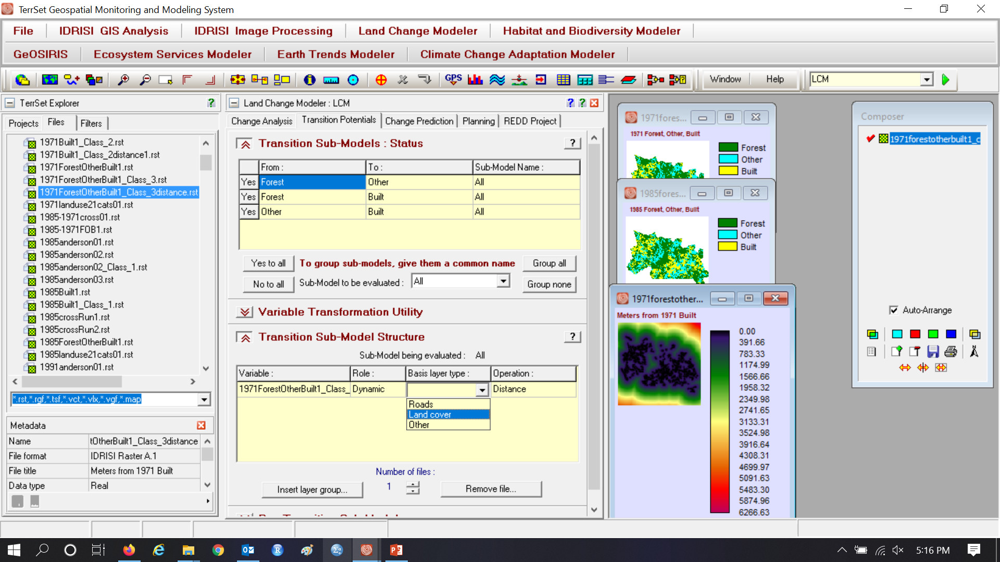 TerrSet Geospatial Monitoring and Modeling System
File IDRISI GIS Analysis IDRISI Image Processing Land Change Modeler Habitat and Biodiversity Modeler
GeOSIRIS Ecosystem Services Modeler Earth Trends Modeler Climate Change Adaptation Modeler
GPS Window Help LCM
TerrSet Explorer ?
Projects Files Filters
1971Built1_Class_2.rst
1971Built1_Class_2distance1.rst
1971ForestOtherBuilt1.rst
1971ForestOtherBuilt1_Class_3.rst
1971ForestOtherBuilt1_Class_3distance.rst
1971landuse21cats01.rst
1985-1971cross01.rst
1985-1971FOB1.rst
1985anderson01.rst
1985anderson02.rst
1985anderson02_Class_1.rst
1985anderson03.rst
1985Built1.rst
1985Built1_Class_1.rst
1985crossRun1.rst
1985crossRun2.rst
1985ForestOtherBuilt1.rst
1985landuse21cats01.rst
1991anderson01.rst
*.rst,*.rgf,*.tsf,*.vct,*.vlx,*.vgf,*.map
Metadata
Name tOtherBuilt1_Class_3distance
File format IDRISI Raster A.1
File title Meters from 1971 Built
Data type Real
Land Change Modeler : LCM ? ?
Change Analysis Transition Potentials Change Prediction Planning REDD Project
Transition Sub-Models : Status ?
From : To : Sub-Model Name :
Yes Forest Other All
Yes Forest Built All
Yes Other Built All
Yes to all To group sub-models, give them a common name Group all
No to all Sub-Model to be evaluated : All Group none
Variable Transformation Utility
Transition Sub-Model Structure ?
Sub-Model being evaluated : All
Variable : Role : Basis layer type : Operation :
1971ForestOtherBuilt1_Class_ Dynamic Distance
Roads
Land cover
Other
Number of files :
Insert layer group... 1 Remove file...
1971fores...
1971 Forest, Other, Built
Forest
Other
Built
1985fores...
1985 Forest, Other, Built
Forest
Other
Built
1971forestother...
Meters from 1971 Built
0.00
391.66
783.33
1174.99
1566.66
1958.32
2349.98
2741.65
3133.31
3524.98
3916.64
4308.31
4699.97
5091.63
5483.30
5874.96
6266.63
Composer
1971forestotherbuilt1_c
Auto-Arrange
5:16 PM